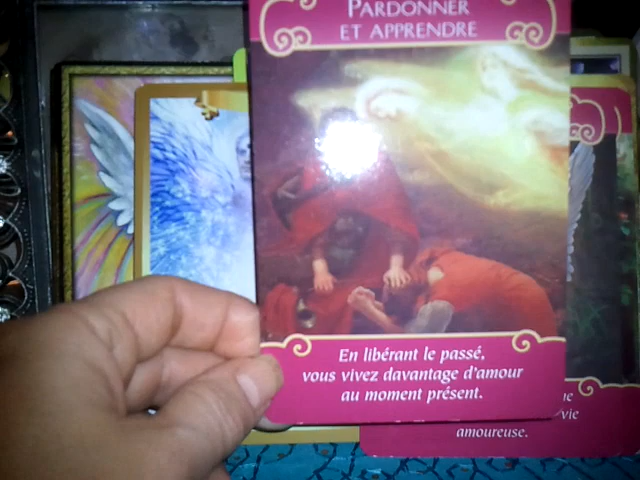 PARDONNER
ET APPRENDRE
En libérant le passé,
vous vivez davantage d'amour
au moment présent.
vie
amoureuse.